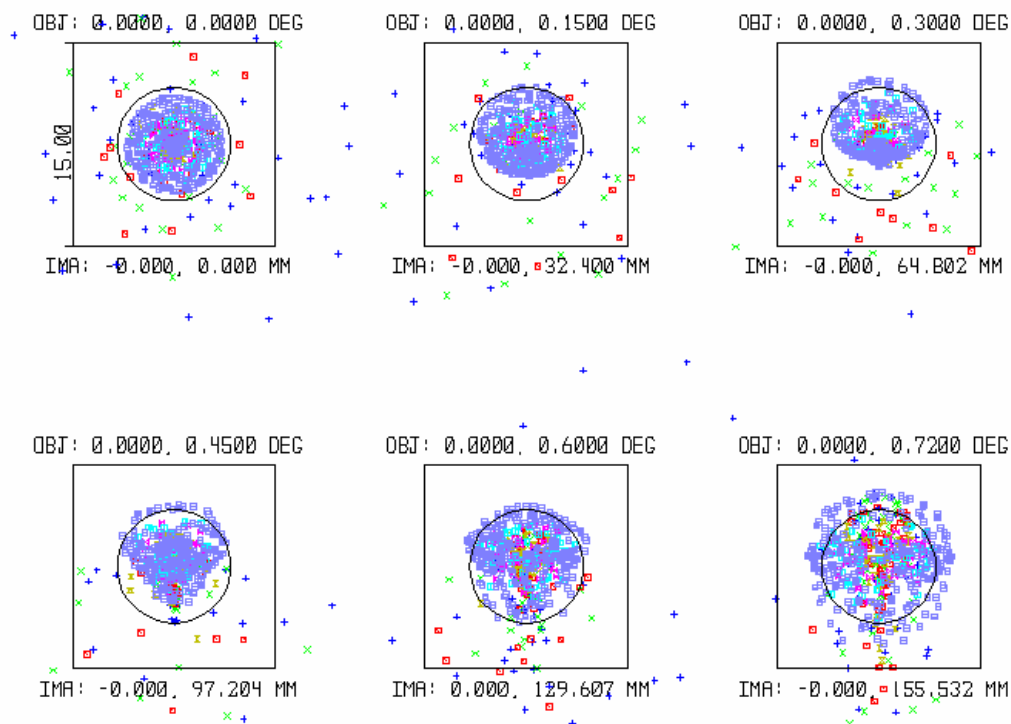 OBJ: 0.0000, 0.0000 DEG
OBJ: 0.0000, 0.1500 DEG
OBJ: 0.0000, 0.3000 DEG
15.00
IMA: -0.000, 0.000 MM
IMA: -0.000, 32.400 MM
IMA: -0.000, 64.802 MM
OBJ: 0.0000, 0.4500 DEG
OBJ: 0.0000, 0.6000 DEG
OBJ: 0.0000, 0.7200 DEG
IMA: -0.000, 97.204 MM
IMA: 0.000, 129.607 MM
IMA: -0.000, 155.532 MM